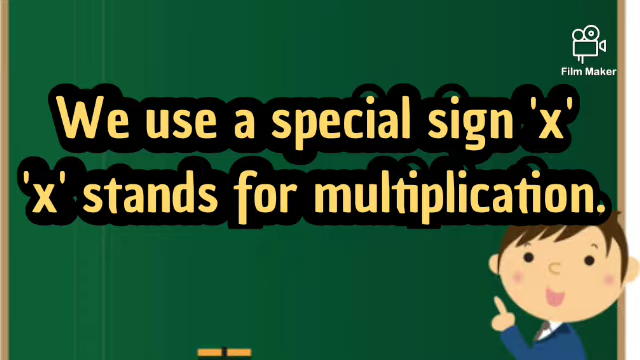 Film Maker
We use a special sign 'x'
'x' stands for multiplication.